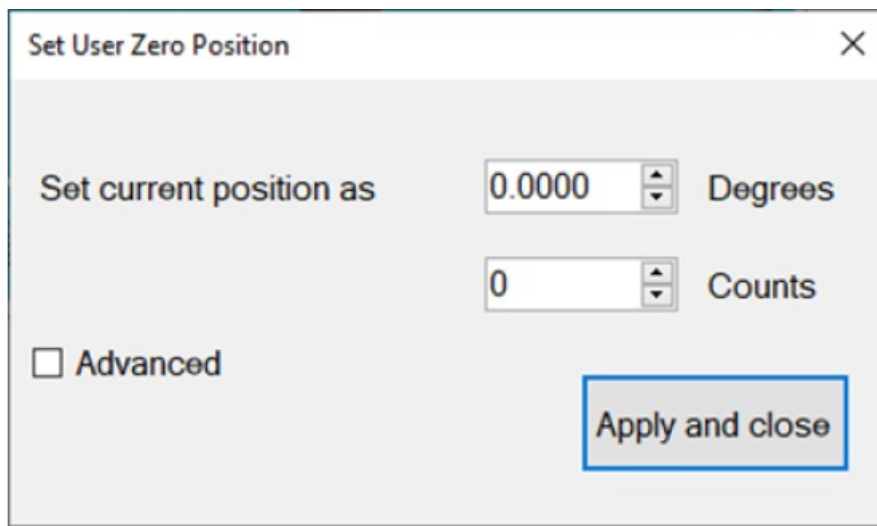 Set User Zero Position
Set current position as 0.0000 Degrees
0 Counts
Advanced
Apply and close